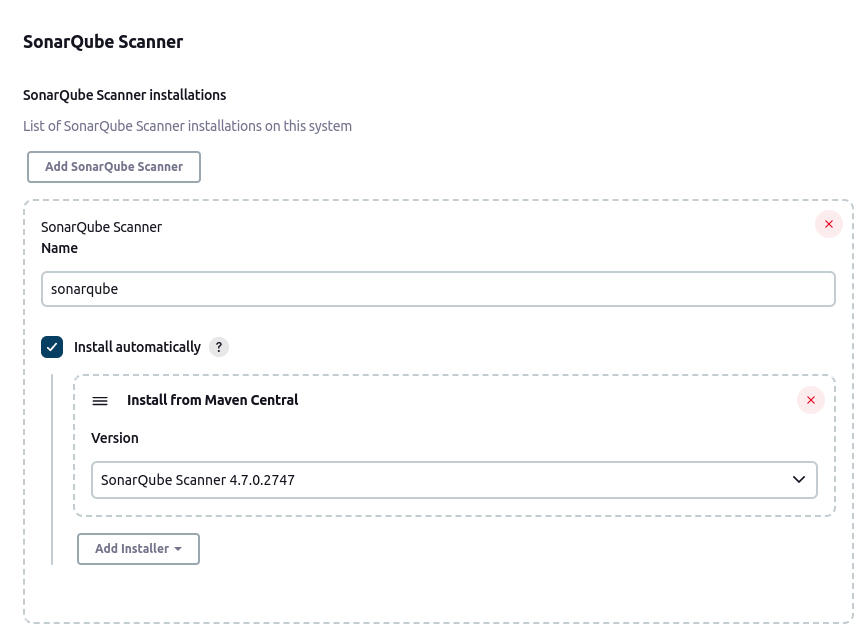 SonarQube Scanner
SonarQube Scanner installations
List of SonarQube Scanner installations on this system
Add SonarQube Scanner
SonarQube Scanner
Name
sonarqube
Install automatically ?
Install from Maven Central
Version
SonarQube Scanner 4.7.0.2747
Add Installer